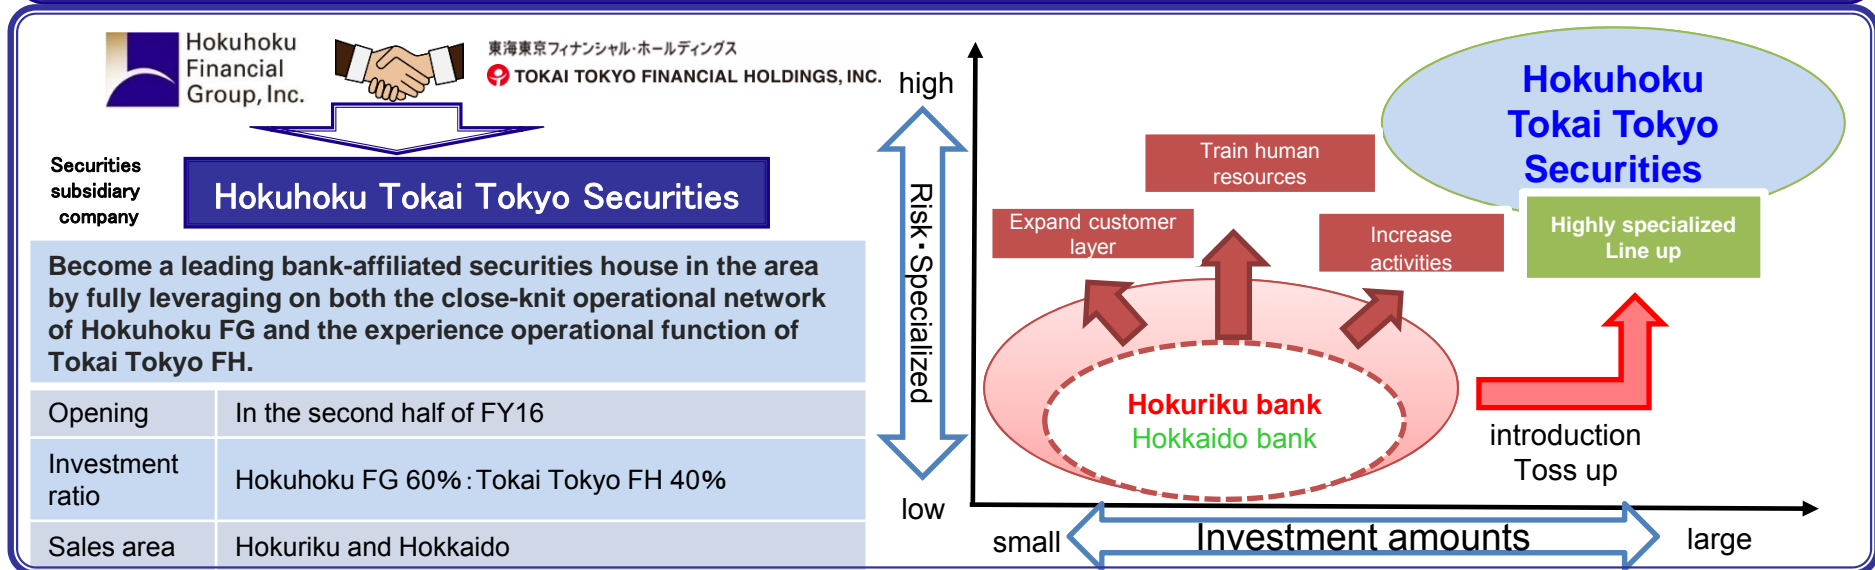 Hokuhoku
Financial
Group, Inc.
東海東京フィナンシャル・ホールディングス
TOKAI TOKYO FINANCIAL HOLDINGS, INC.
Securities
subsidiary
company
Hokuhoku Tokai Tokyo Securities
Become a leading bank-affiliated securities house in the area
by fully leveraging on both the close-knit operational network
of Hokuhoku FG and the experience operational function of
Tokai Tokyo FH.
Opening
In the second half of FY16
Investment
ratio
Hokuhoku FG 60%：Tokai Tokyo FH 40%
Sales area
Hokuriku and Hokkaido
high
Risk・Specialized
low
Hokuhoku
Tokai Tokyo
Securities
Highly specialized
Line up
Train human
resources
Expand customer
layer
Increase
activities
Hokuriku bank
Hokkaido bank
introduction
Toss up
small
Investment amounts
large